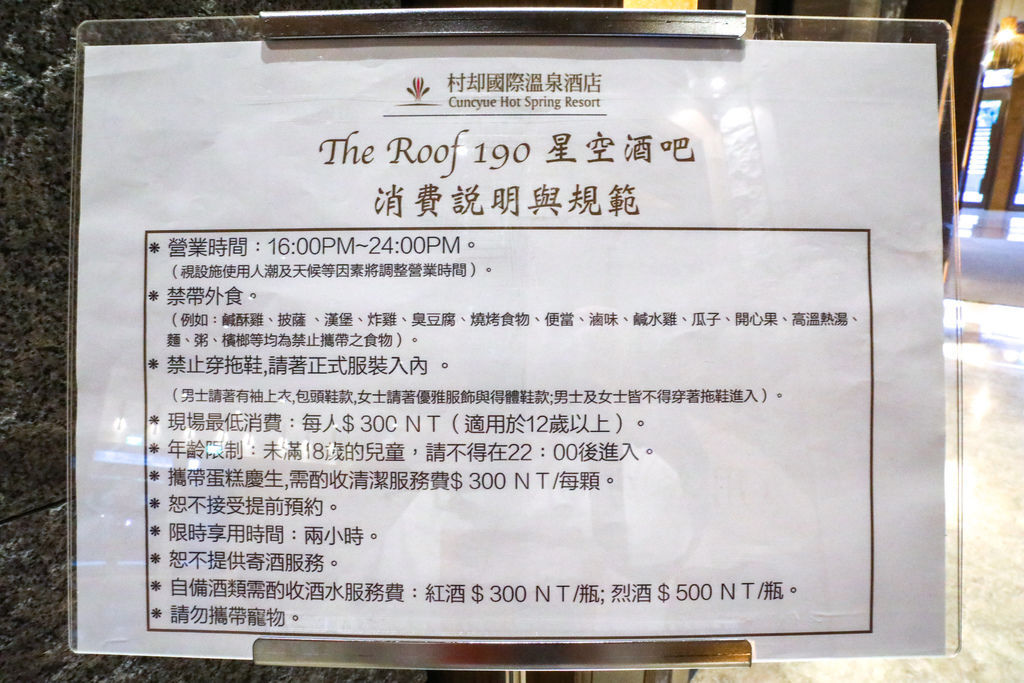 村却國際溫泉酒店
Cuncyue Hot Spring Resort
The Roof 190 星空酒吧
消費説明與規範
* 營業時間：16:00PM~24:00PM。
（視設施使用人潮及天候等因素將調整營業時間）。
* 禁帶外食。
（例如：鹹酥雞、披薩 、漢堡、炸雞、臭豆腐、燒烤食物、便當、滷味、鹹水雞、瓜子、開心果、高溫熱湯、
麵、粥、檳榔等均為禁止攜帶之食物）。
* 禁止穿拖鞋,請著正式服裝入內 。
（男士請著有袖上衣,包頭鞋款,女士請著優雅服飾與得體鞋款;男士及女士皆不得穿著拖鞋進入）。
* 現場最低消費：每人$ 300 N T（適用於12歲以上）。
* 年齡限制：未滿18歲的兒童，請不得在22：00後進入。
* 攜帶蛋糕慶生,需酌收清潔服務費$ 300 N T/每顆。
* 恕不接受提前預約。
* 限時享用時間：兩小時。
* 恕不提供寄酒服務。
* 自備酒類需酌收酒水服務費：紅酒 $ 300 N T/瓶; 烈酒 $ 500 N T/瓶。
* 請勿攜帶寵物。